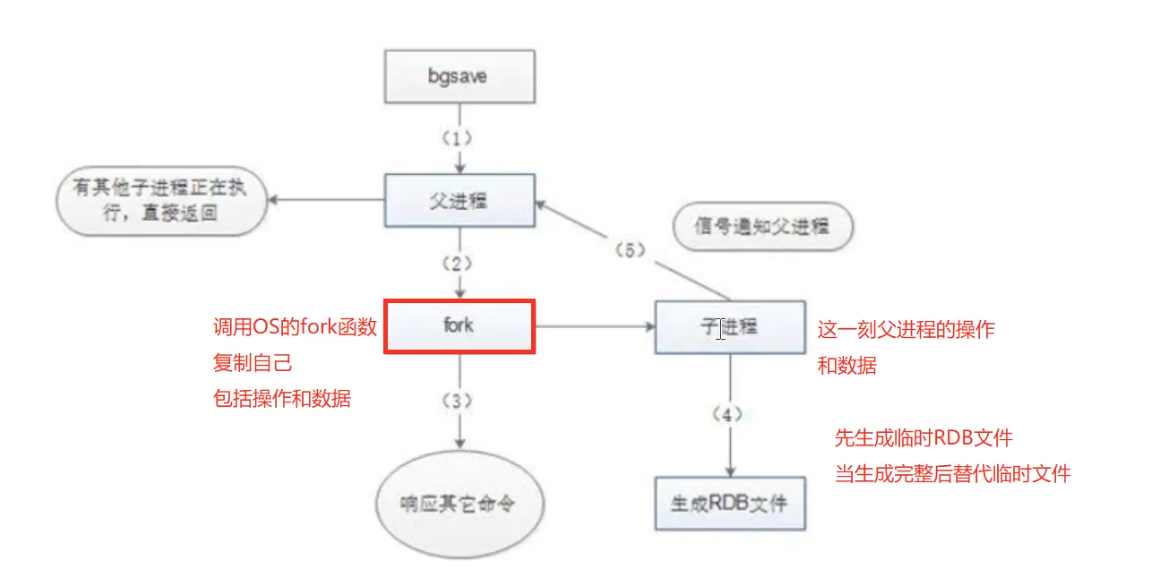 bgsave
(1)
有其他子进程正在执
行，直接返回
父进程
信号通知父进程
(5)
(2)
调用OS的fork函数
复制自己
包括操作和数据
fork
子进程
这一刻父进程的操作
和数据
(3)
(4)
先生成临时RDB文件
当生成完整后替代临时文件
响应其它命令
生成RDB文件